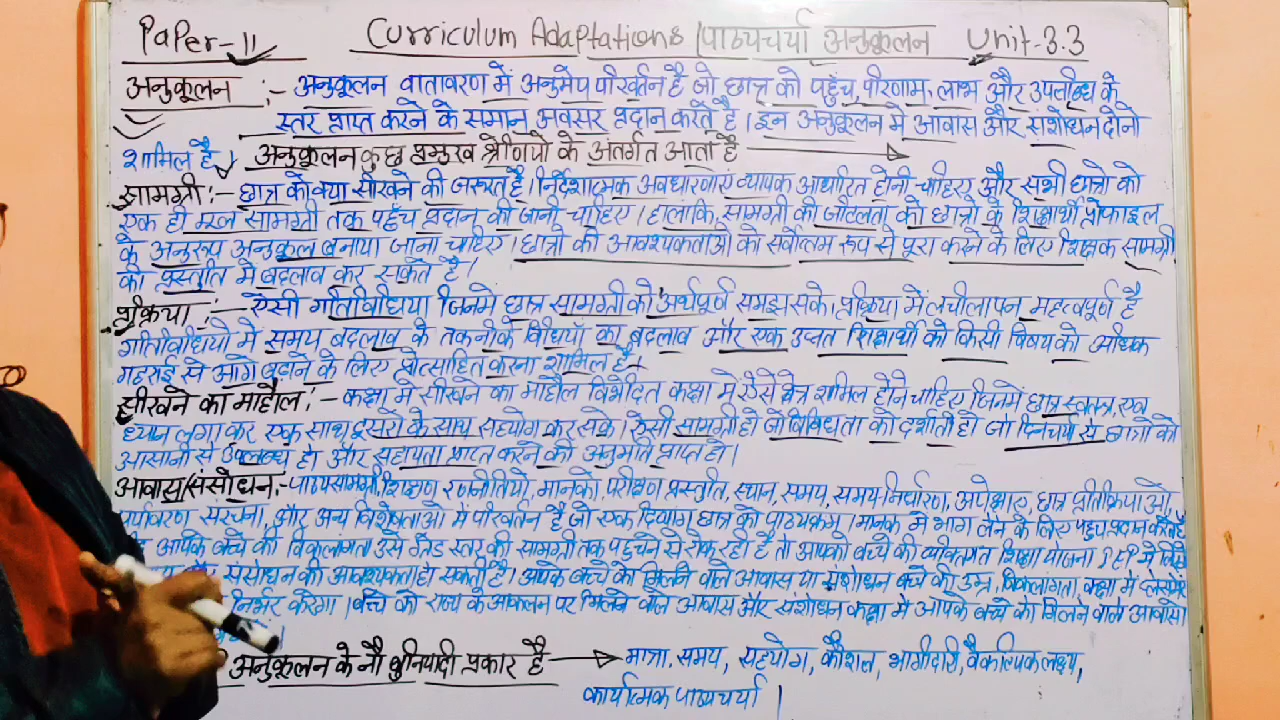 PaPer-II Curriculum Adaptations/पाठ्यचर्या अनुकूलन Unit-3.3
अनुकूलन :- अनुकूलन वातावरण में अनुमेय परिवर्तन है जो छात्र को पहुँच, परिणाम, लाभ और उपलब्धि के
स्तर प्राप्त करने के समान अवसर प्रदान करते है। इन अनुकूलन में आवास और संशोधन दोनों
शामिल है। अनुकूलन कुछ प्रमुख श्रेणियों के अंतर्गत आता है
सामग्री:- छात्र को क्या सीखने की जरूरत है। निर्देशात्मक अवधारणाएं व्यापक आधारित होनी चाहिए और सभी छात्रों को
एक ही मूल सामग्री तक पहुँच प्रदान की जानी चाहिए। हालांकि, सामग्री की जटिलता को छात्रों के शिक्षार्थी प्रोफाइल
के अनुरूप अनुकूल बनाया जाना चाहिए। छात्रों की आवश्यकताओं को सर्वोत्तम रूप से पूरा करने के लिए शिक्षक सामग्री
की प्रस्तुति में बदलाव कर सकते है।
प्रक्रिया :- ऐसी गतिविधियां जिनमें छात्र सामग्री को अर्थपूर्ण समझ सके। प्रक्रिया में लचीलापन महत्वपूर्ण है
गतिविधियों में समय बदलाव के तकनीके विधियों का बदलाव और एक उन्नत शिक्षार्थी को किसी विषय को अधिक
गहराई से आगे बढ़ाने के लिए प्रोत्साहित करना शामिल है।
सीखने का माहौल :- कक्षा में सीखने का माहौल विभेदित कक्षा में ऐसे क्षेत्र शामिल होने चाहिए जिनमें छात्र स्वतन्त्र, एवं
ध्यान लगा कर एक साथ, दूसरों के साथ सहयोग कर सके। ऐसी सामग्री हो जो विविधता को दर्शाती हो जो दिनचर्या से छात्रों को
आसानी से उपलब्ध हो और सहायता प्राप्त करने की अनुमति प्राप्त हो।
आवास/संसोधन :- पाठ्यसामग्री, शिक्षण रणनीतियों, मानकों, परीक्षण प्रस्तुति, स्थान, समय, समय निर्धारण, अपेक्षाए, छात्र प्रतिक्रियाओं,
पर्यावरण संरचना, और अन्य विशेषताओं में परिवर्तन है जो एक दिव्यांग छात्र को पाठ्यक्रम / मानक में भाग लेने के लिए पहुच प्रदान करते है
आपके बच्चे की विकलांगता उसे ग्रेड स्तर की सामग्री तक पहुंचने से रोक रही है तो आपको बच्चे की व्यक्तिगत शिक्षा योजना IEP में
संसोधन की आवश्यकता हो सकती है। आपके बच्चे को मिलने वाले आवास या संशोधन बच्चे की उम्र, विकलांगता, कक्षा में
निर्भर करेगा। बच्चे को राज्य के आकलन पर मिलने वाले आवास और संशोधन कक्षा में आपके बच्चे को मिलने वाले आवासों
अनुकूलन के नौ बुनियादी प्रकार है → मात्रा, समय, सहयोग, कौशल, भागीदारी, वैकल्पिक लक्ष्य,
कार्यात्मक पाठ्यचर्या।